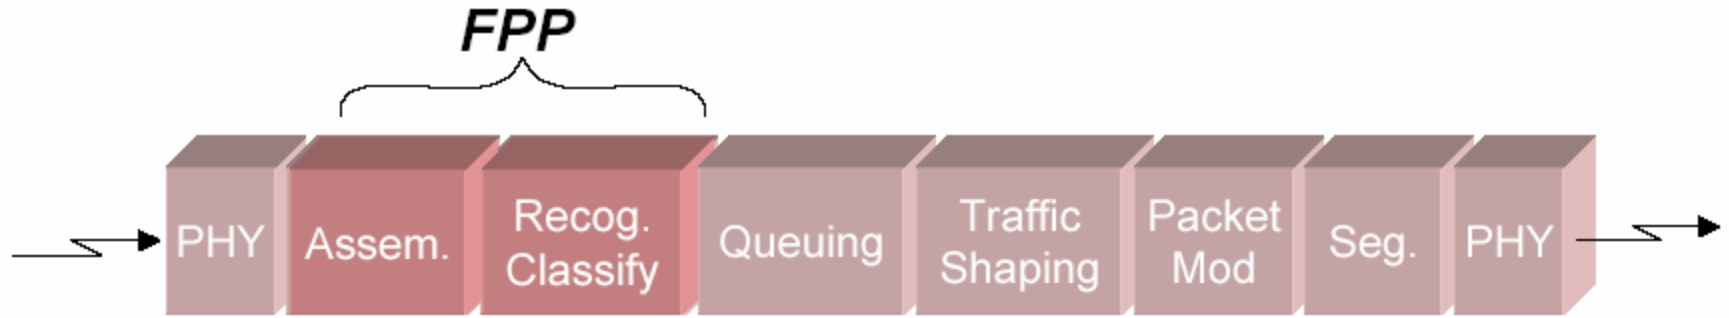 FPP
PHY
Assem.
Recog.
Classify
Queuing
Traffic
Shaping
Packet
Mod
Seg.
PHY